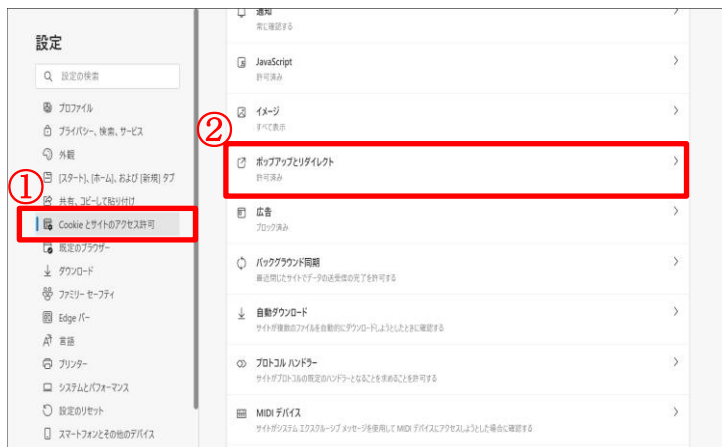 設定
設定の検索
プロファイル
プライバシー、検索、サービス
外観
[スタート]、[ホーム]、および [新規] タブ
共有、コピーして貼り付け
①
Cookie とサイトのアクセス許可
既定のブラウザー
ダウンロード
ファミリー セーフティ
Edge バー
言語
プリンター
システムとパフォーマンス
設定のリセット
スマートフォンとその他のデバイス
通知
常に確認する
JavaScript
許可済み
イメージ
すべて表示
②
ポップアップとリダイレクト
許可済み
広告
ブロック済み
バックグラウンド同期
最近閉じたサイトでデータの送受信の完了を許可する
自動ダウンロード
サイトが複数のファイルを自動的にダウンロードしようとしたときに確認する
プロトコル ハンドラー
サイトがプロトコルの既定のハンドラーとなることを求めることを許可する
MIDI デバイス
サイトがシステム エクスクルーシブ メッセージを使用して MIDI デバイスにアクセスしようとした場合に確認する